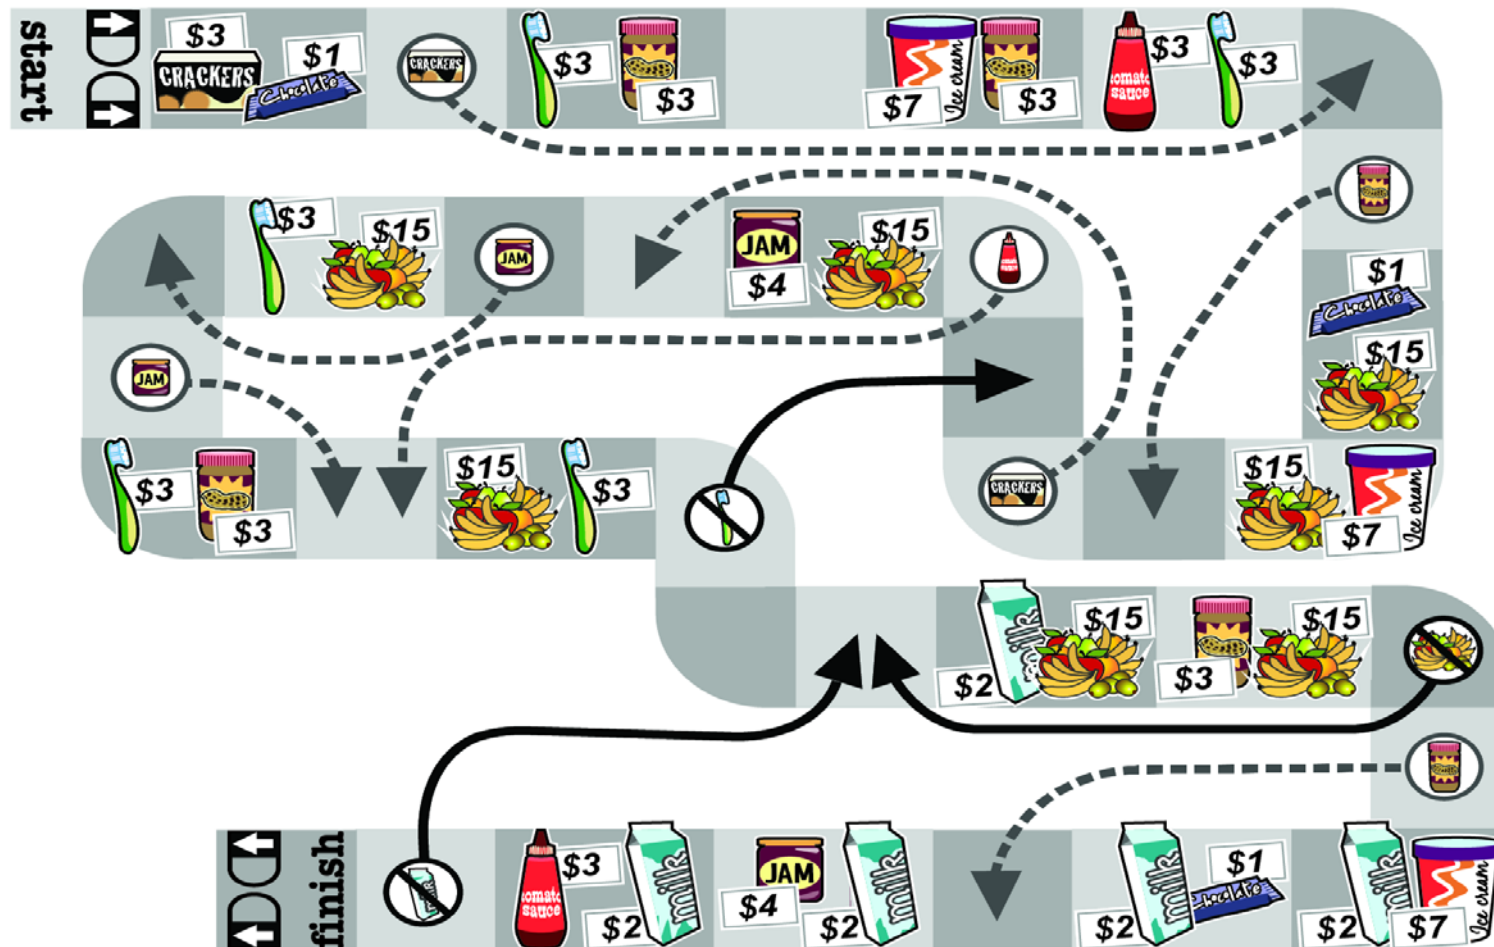 start
$3
CRACKERS
$1
Chocolate
CRACKERS
$3
$3
$7
Ice cream
$3
tomato
sauce
$3
$3
$3
$15
JAM
JAM
$4
$15
$1
Chocolate
$15
JAM
$3
$3
$15
$3
CRACKERS
$15
$7
Ice cream
$2
milk
$15
$3
$15
finish
tomato
sauce
$3
$2
milk
JAM
$4
$2
milk
$2
milk
$1
Chocolate
$2
milk
$7
Ice cream